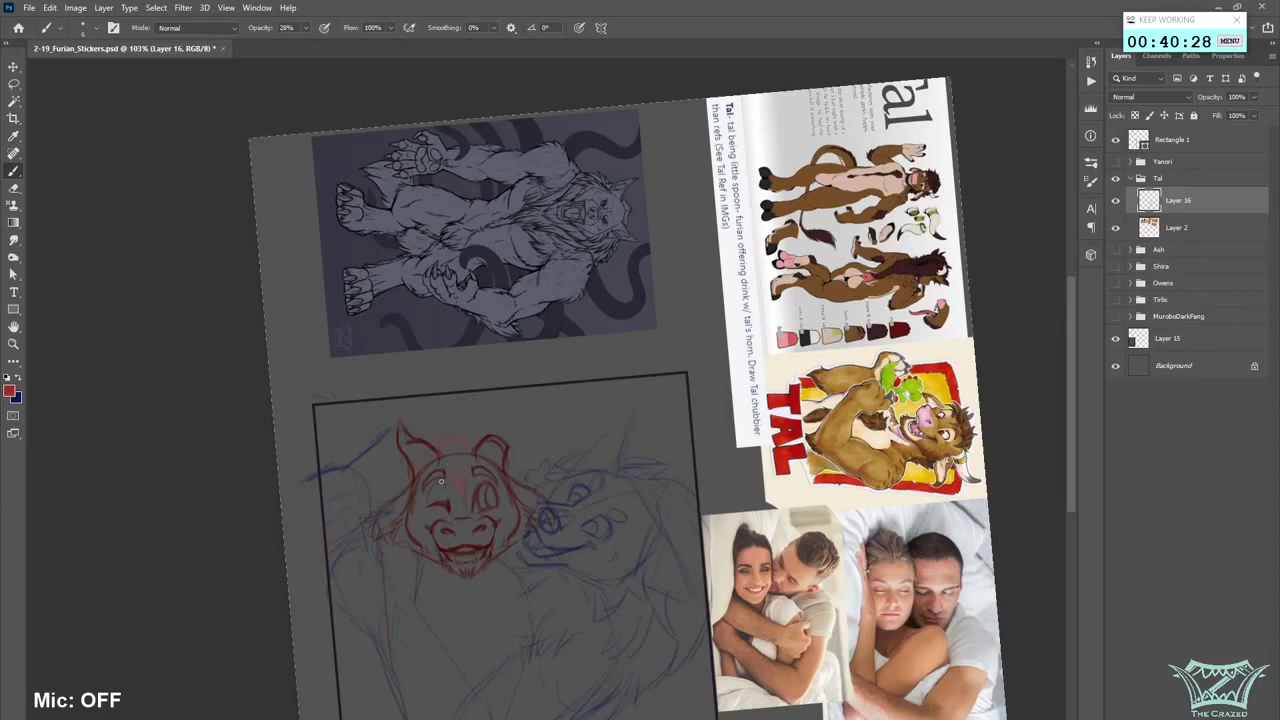 File Edit Image Layer Type Select Filter 3D View Window Help
Mode: Normal Opacity: 28% Flow: 100% Smoothing: 0% 0°
2-19_Furian_Stickers.psd @ 103% (Layer 16, RGB/8) *
KEEP WORKING
00:40:28 MENU
Layers Channels Paths Properties
Kind
Normal Opacity: 100%
Lock: Fill: 100%
Rectangle 1
Yanori
Tal
Layer 16
Layer 2
Ash
Shira
Owens
Tirlix
MuroboDarkFang
Layer 15
Background
Tal
Tal- tal being little spoon- furian offering drink w/ tal's horn. Draw Tal chubbier
than refs (See Tal Ref in IMGs)
TAL
Mic: OFF
THE CRAZED